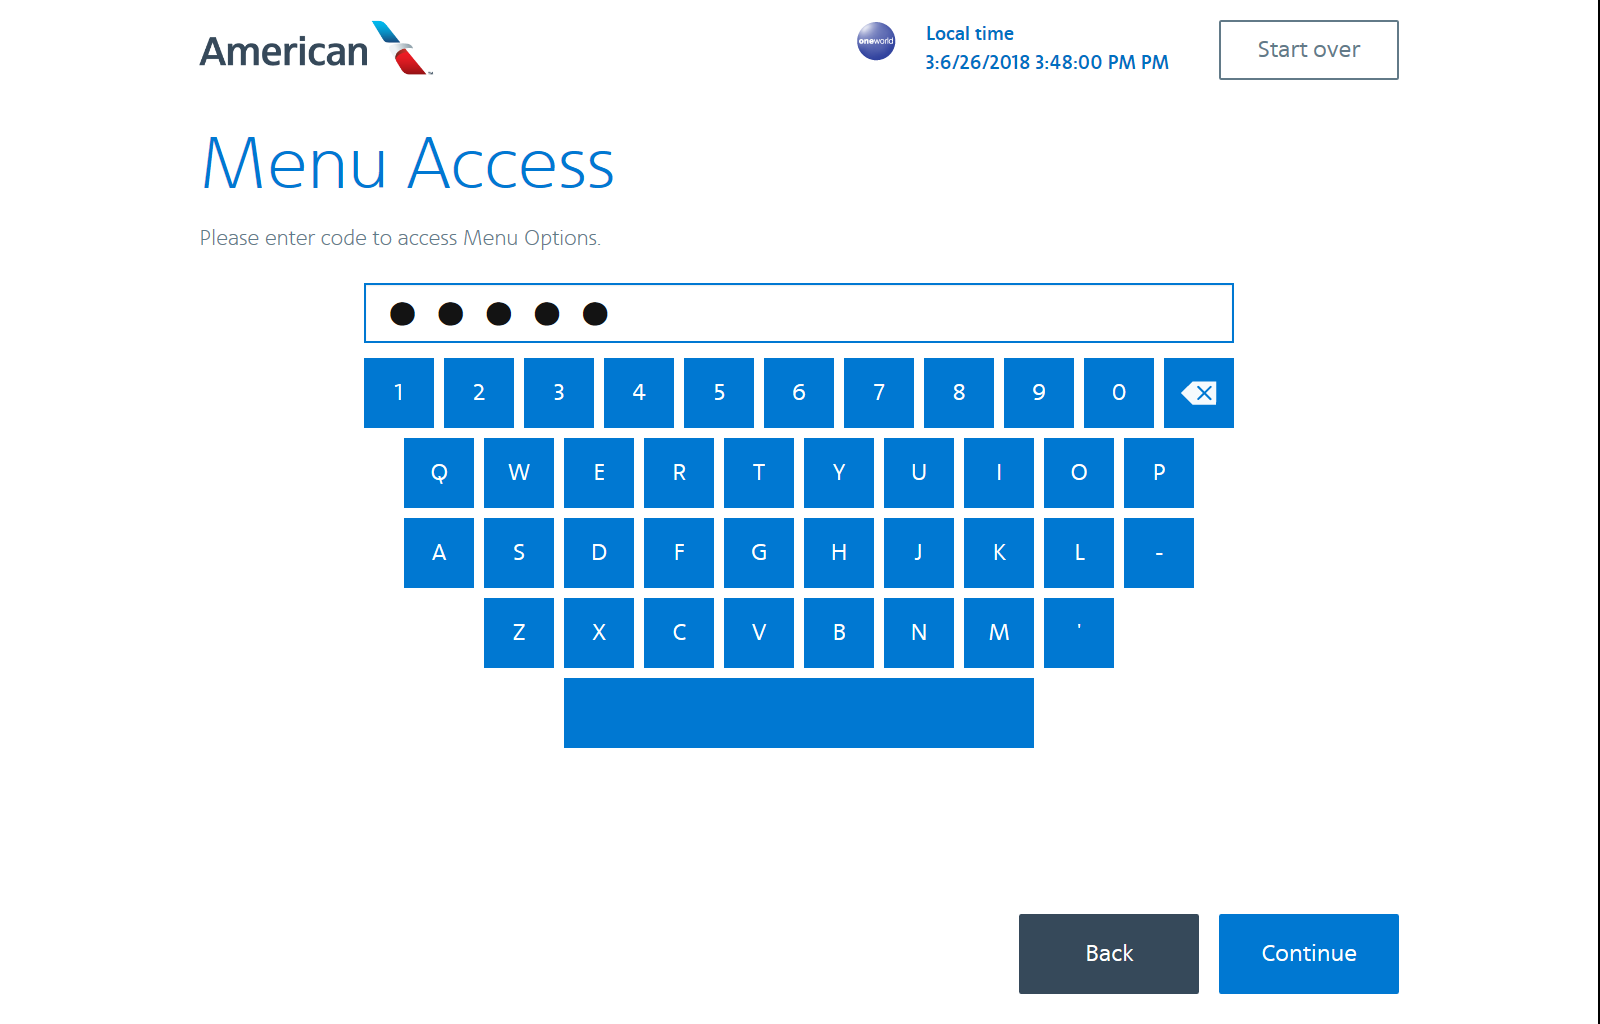 American
oneworld
Local time
3:6/26/2018 3:48:00 PM PM
Start over
Menu Access
Please enter code to access Menu Options.
1 2 3 4 5 6 7 8 9 0
Q W E R T Y U I O P
A S D F G H J K L -
Z X C V B N M '
Back
Continue